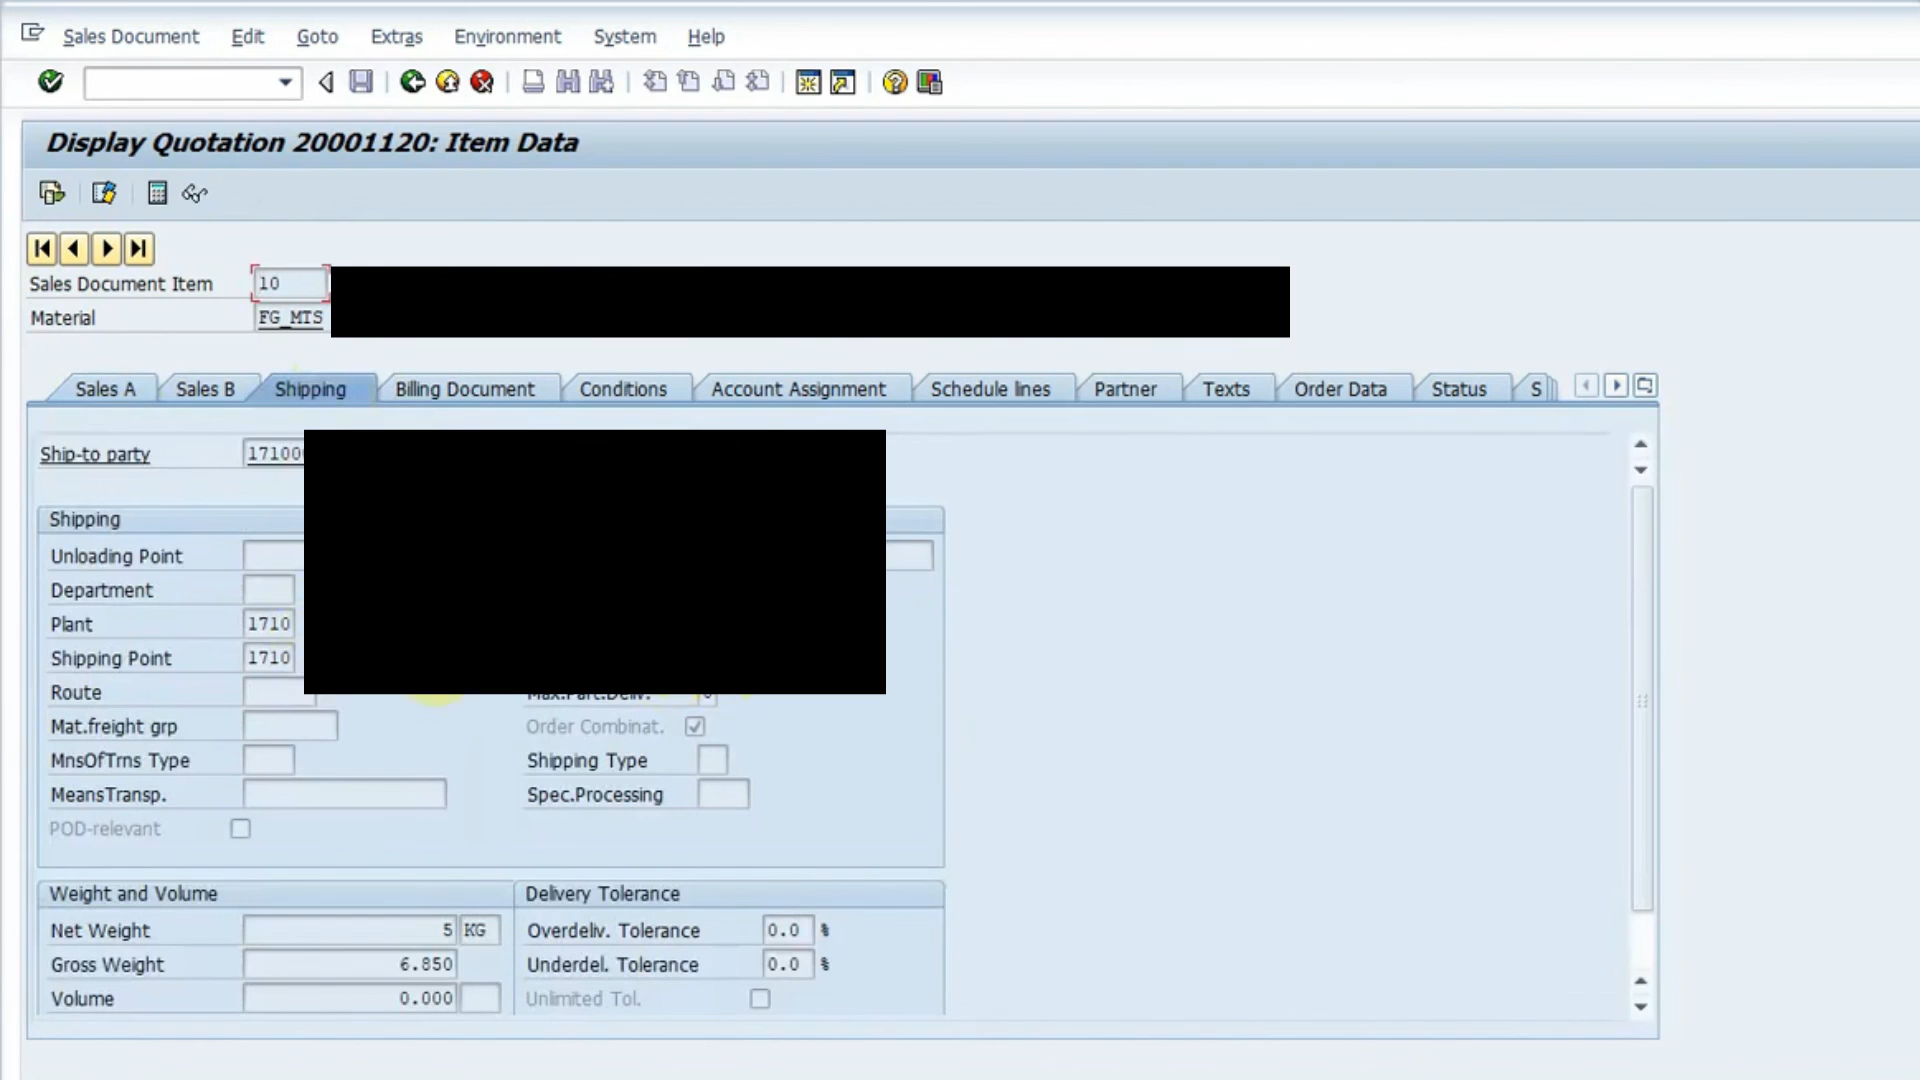 Sales Document Edit Goto Extras Environment System Help
Display Quotation 20001120: Item Data
Sales Document Item 10
Material FG_MTS
Sales A Sales B Shipping Billing Document Conditions Account Assignment Schedule lines Partner Texts Order Data Status S
Ship-to party 17100
Shipping
Unloading Point
Department
Plant 1710
Shipping Point 1710
Route Max.Part.Deliv.
Mat.freight grp Order Combinat.
MnsOfTrns Type Shipping Type
MeansTransp. Spec.Processing
POD-relevant
Weight and Volume Delivery Tolerance
Net Weight 5 KG Overdeliv. Tolerance 0.0 %
Gross Weight 6.850 Underdel. Tolerance 0.0 %
Volume 0.000 Unlimited Tol.